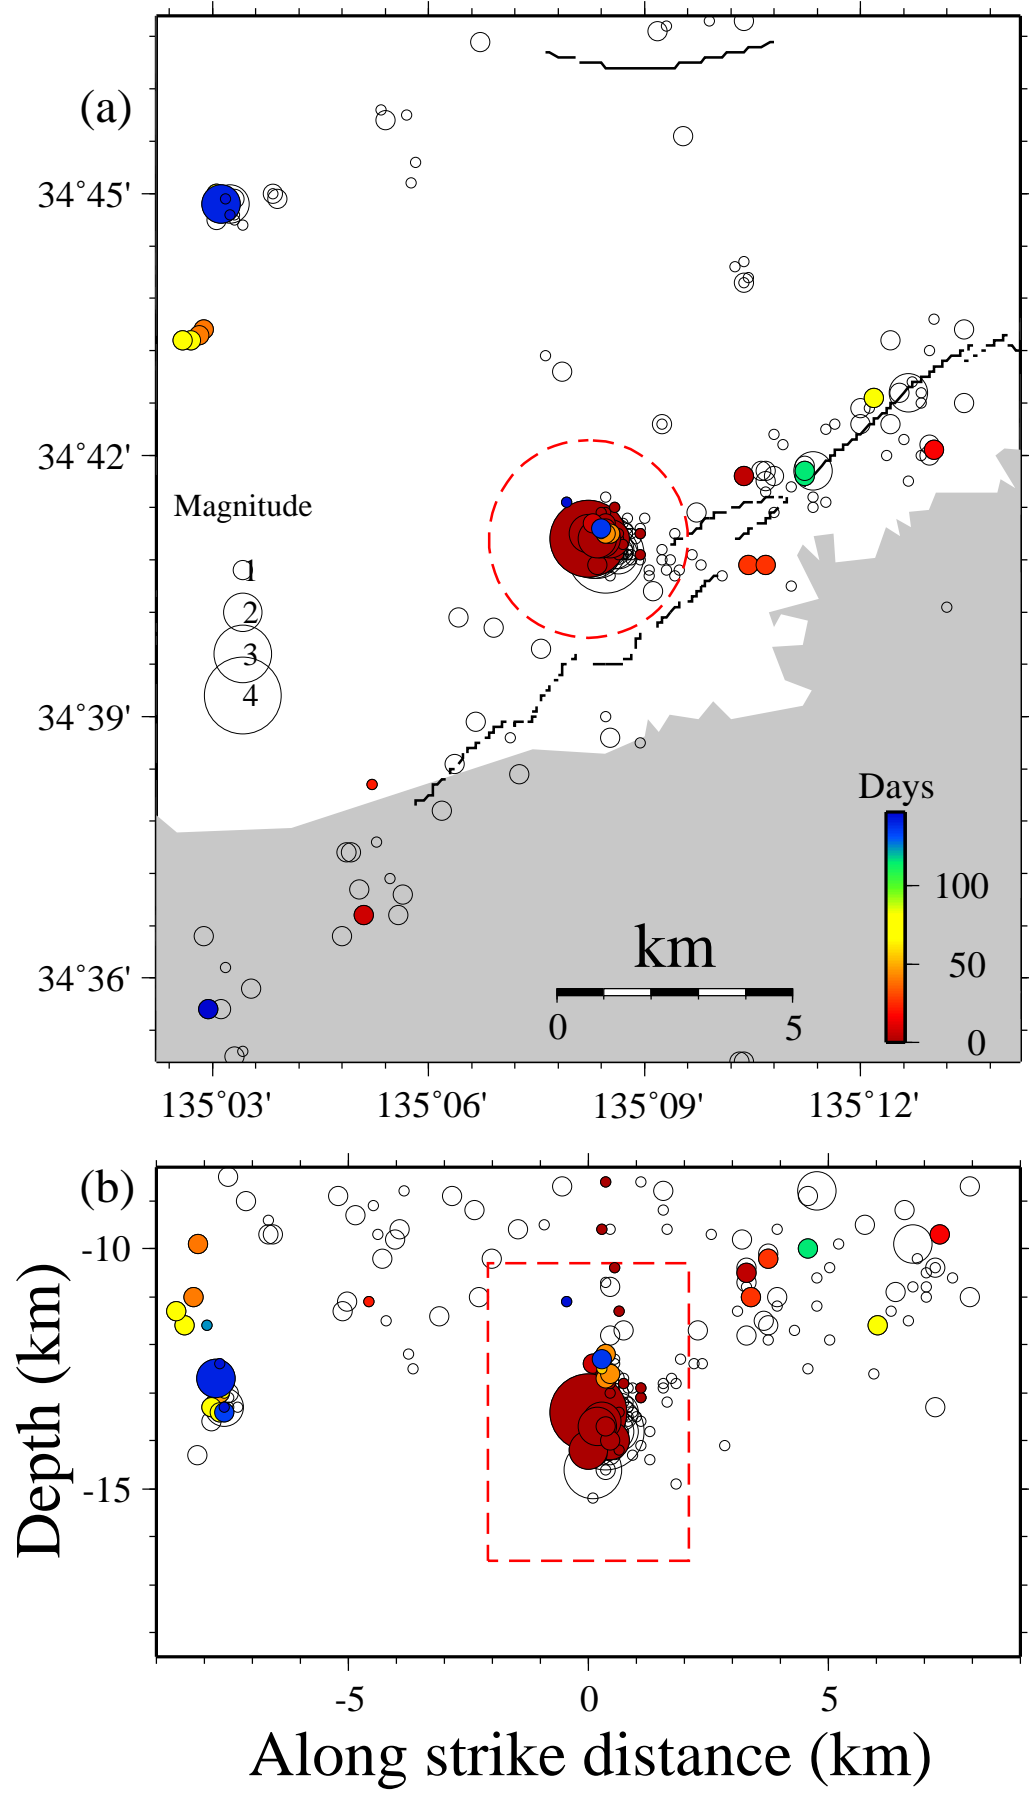 (a)
34°45'
34°42'
Magnitude
1
2
3
4
34°39'
Days
100
50
0
34°36'
km
0 5
135°03' 135°06' 135°09' 135°12'
(b)
-10
-15
Depth (km)
-5 0 5
Along strike distance (km)